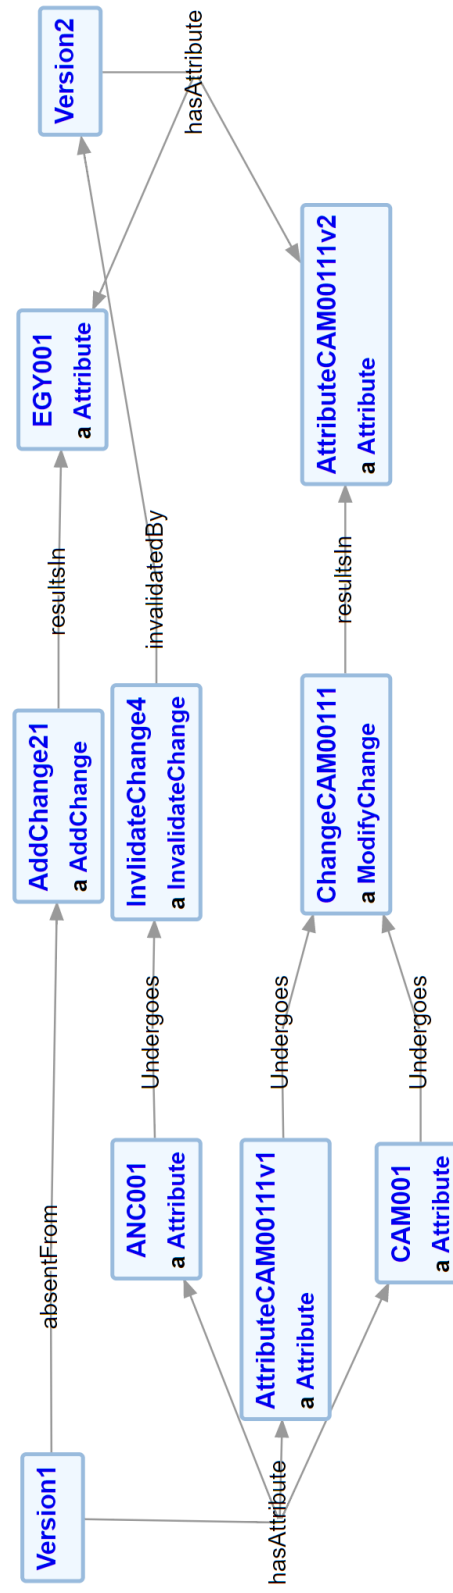 Version1
absentFrom
AddChange21
a AddChange
resultsIn
EGY001
a Attribute
Version2
hasAttribute
ANC001
a Attribute
Undergoes
InvlidateChange4
a InvalidateChange
invalidatedBy
hasAttribute
AttributeCAM00111v1
a Attribute
Undergoes
ChangeCAM00111
a ModifyChange
resultsIn
AttributeCAM00111v2
a Attribute
CAM001
a Attribute
Undergoes